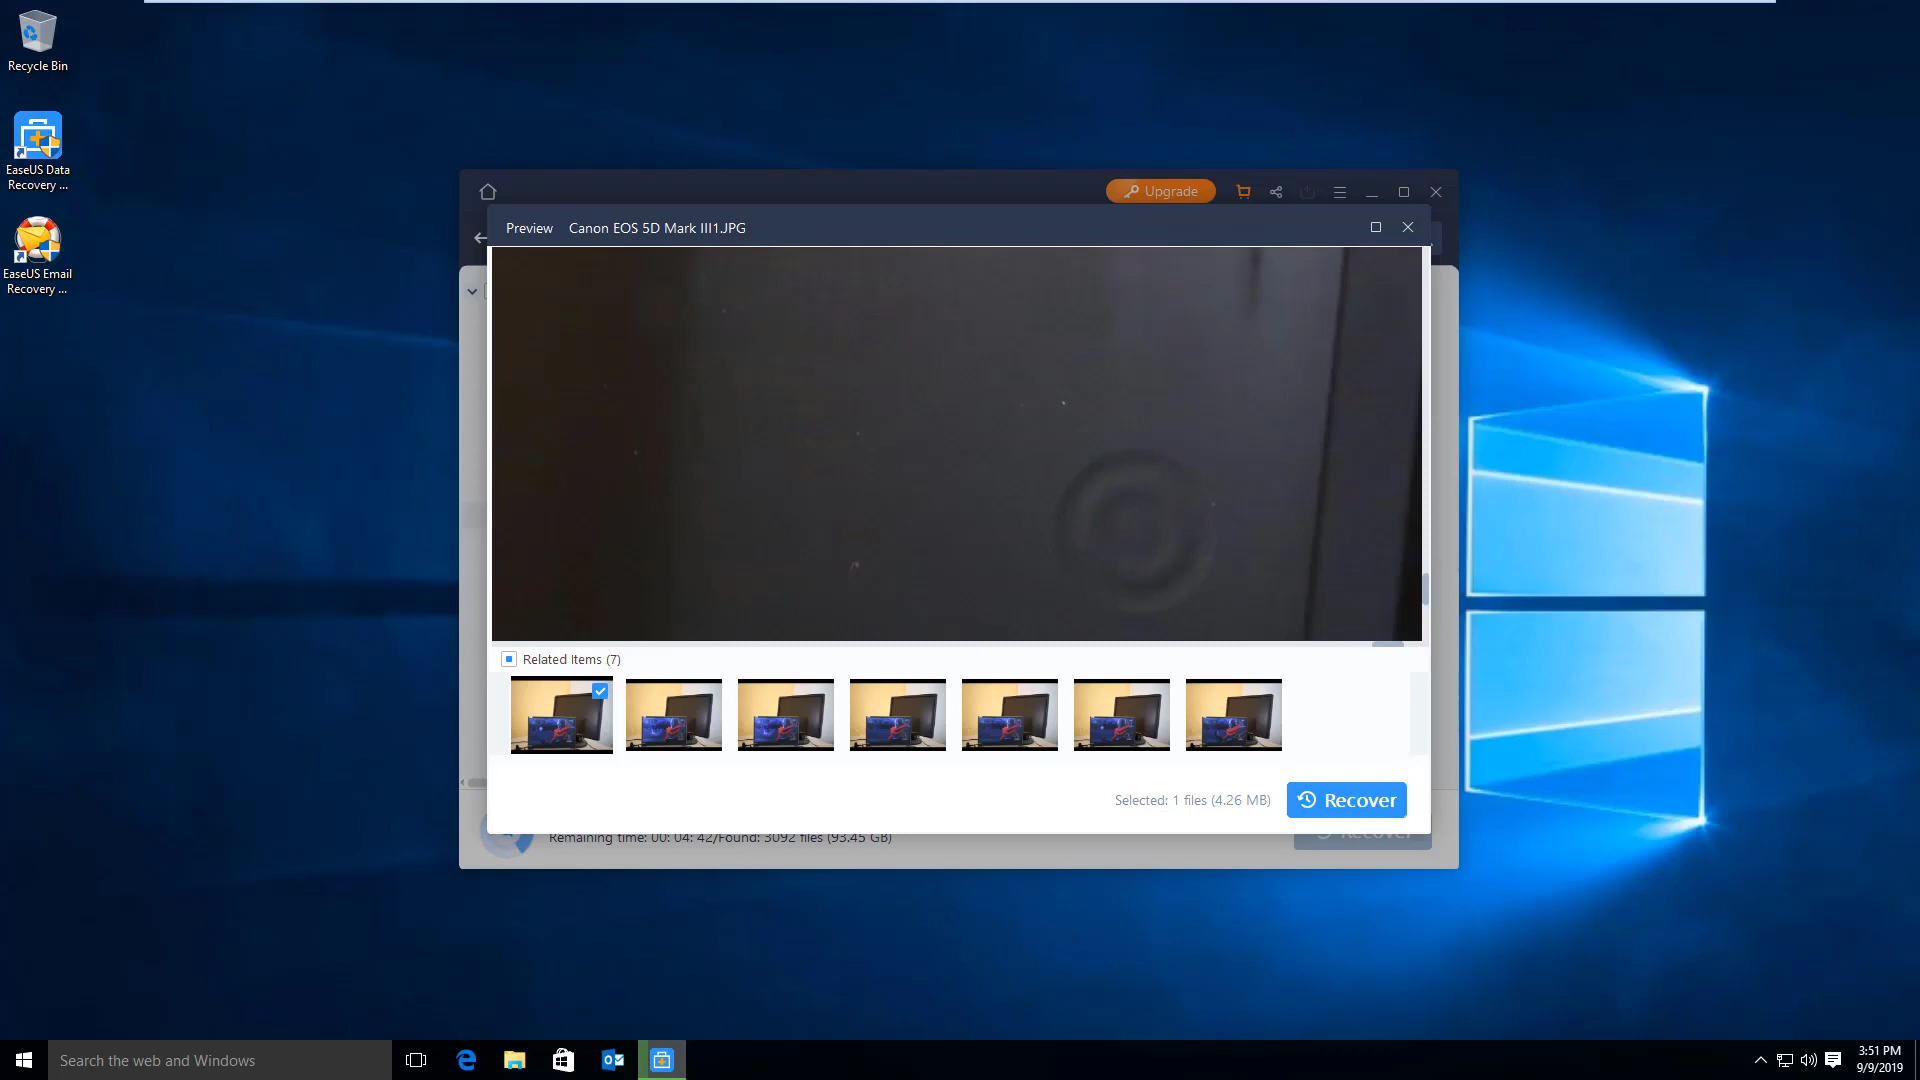 Recycle Bin
EaseUS Data
Recovery ...
EaseUS Email
Recovery ...
Upgrade
Preview Canon EOS 5D Mark III1.JPG
Related Items (7)
Selected: 1 files (4.26 MB)
Recover
Remaining time: 00: 04: 42/Found: 3092 files (93.45 GB)
Recover
Search the web and Windows
3:51 PM
9/9/2019